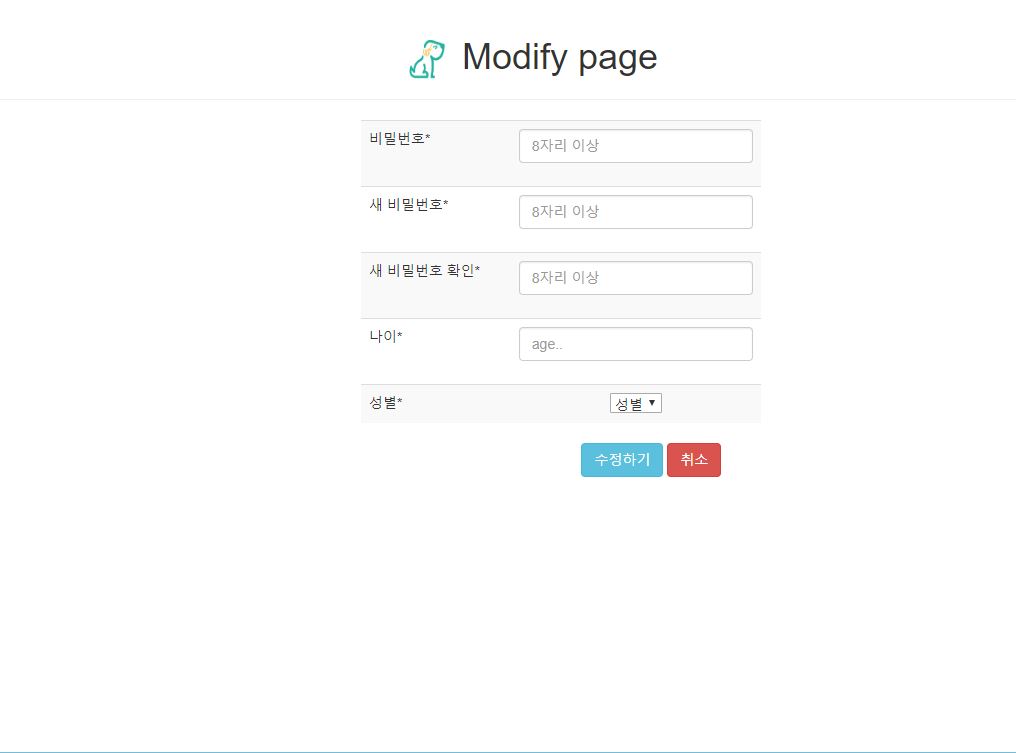 Modify page
비밀번호*
8자리 이상
새 비밀번호*
8자리 이상
새 비밀번호 확인*
8자리 이상
나이*
age..
성별*
성별
수정하기 취소